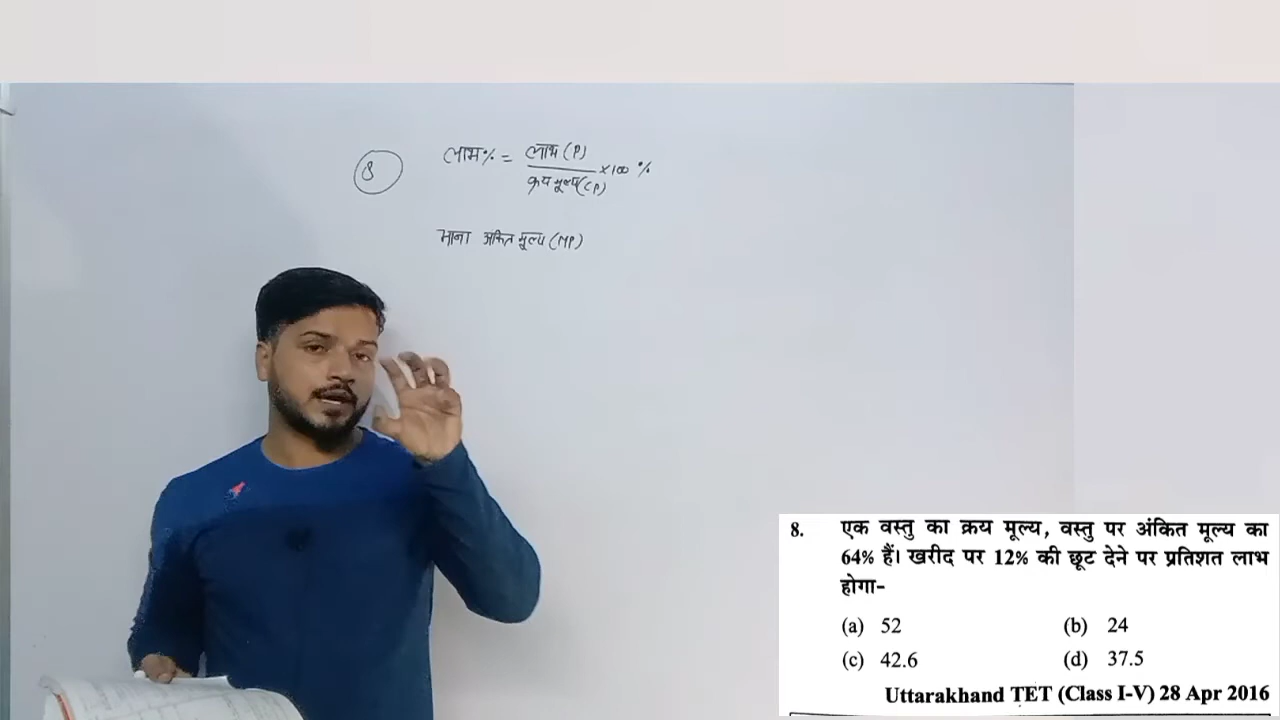 8
लाभ% = लाभ (P) / क्रय मूल्य (CP) ×100 %
माना अंकित मूल्य (MP)
8. एक वस्तु का क्रय मूल्य, वस्तु पर अंकित मूल्य का
64% हैं। खरीद पर 12% की छूट देने पर प्रतिशत लाभ
होगा-
(a) 52 (b) 24
(c) 42.6 (d) 37.5
Uttarakhand TET (Class I-V) 28 Apr 2016